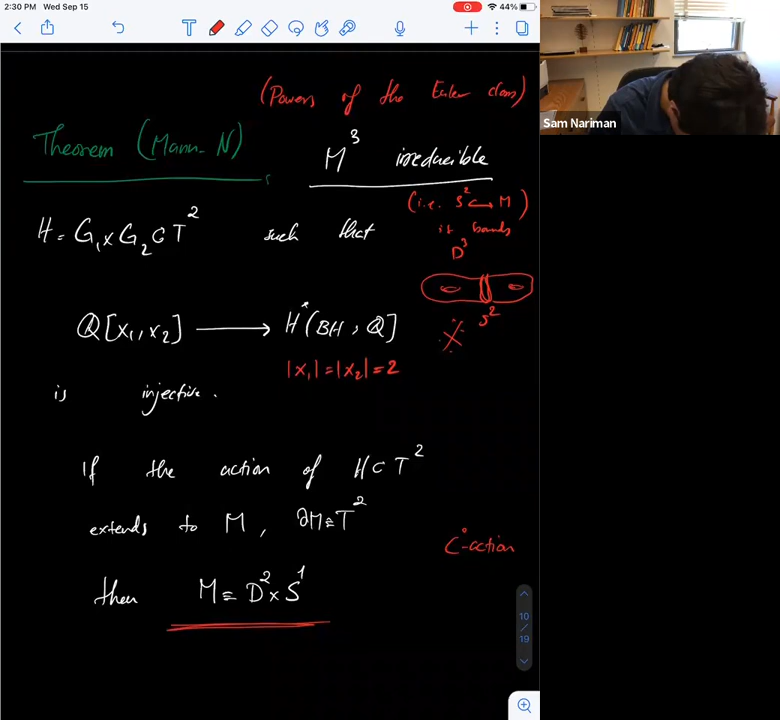 2:30 PM Wed Sep 15
44%
(Powers of the Euler class)
Theorem (Mann-N)
M³ irreducible
(i.e. S² ↪ M)
it bounds
D³
H = G₁ × G₂ C T² such that
S²
Q[x₁, x₂] ⟶ H*(BH, Q]
|x₁| = |x₂| = 2
is injective.
If the action of H C T²
extends to M, ∂M ≅ T²
C⁰-action
then M ≅ D² × S¹
10
/
19
Sam Nariman